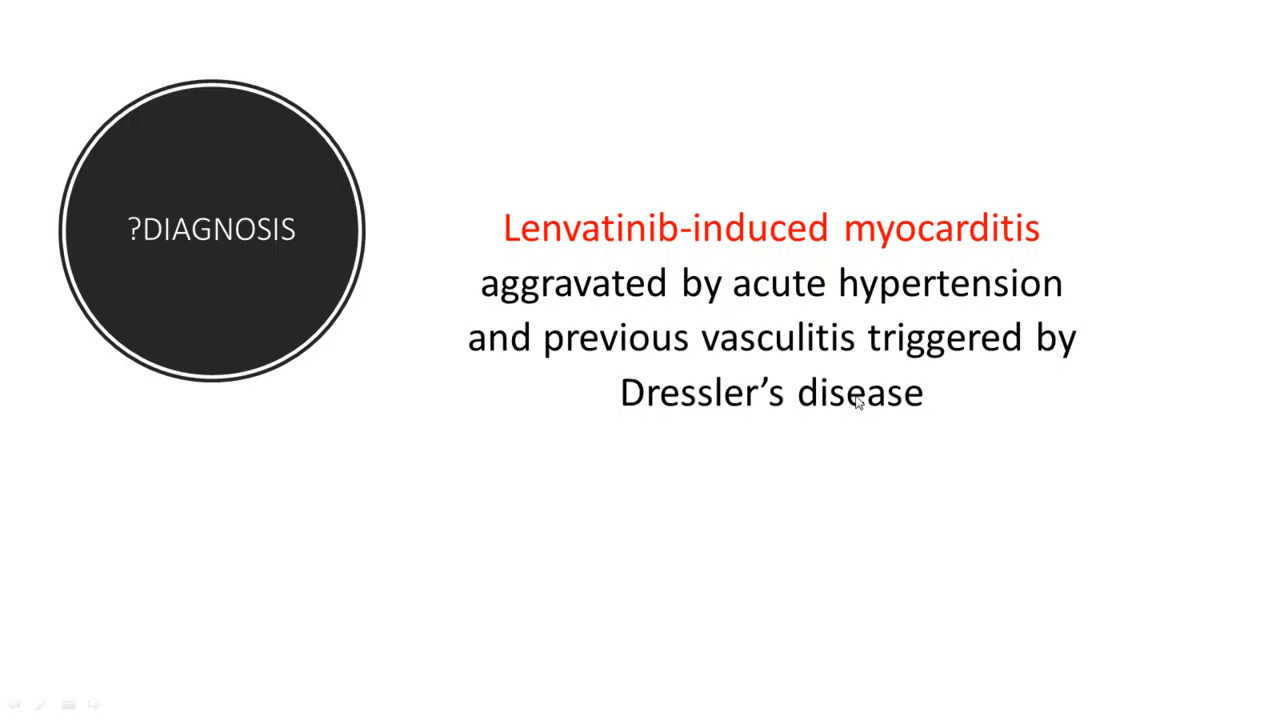 ?DIAGNOSIS
Lenvatinib-induced myocarditis
aggravated by acute hypertension
and previous vasculitis triggered by
Dressler’s disease